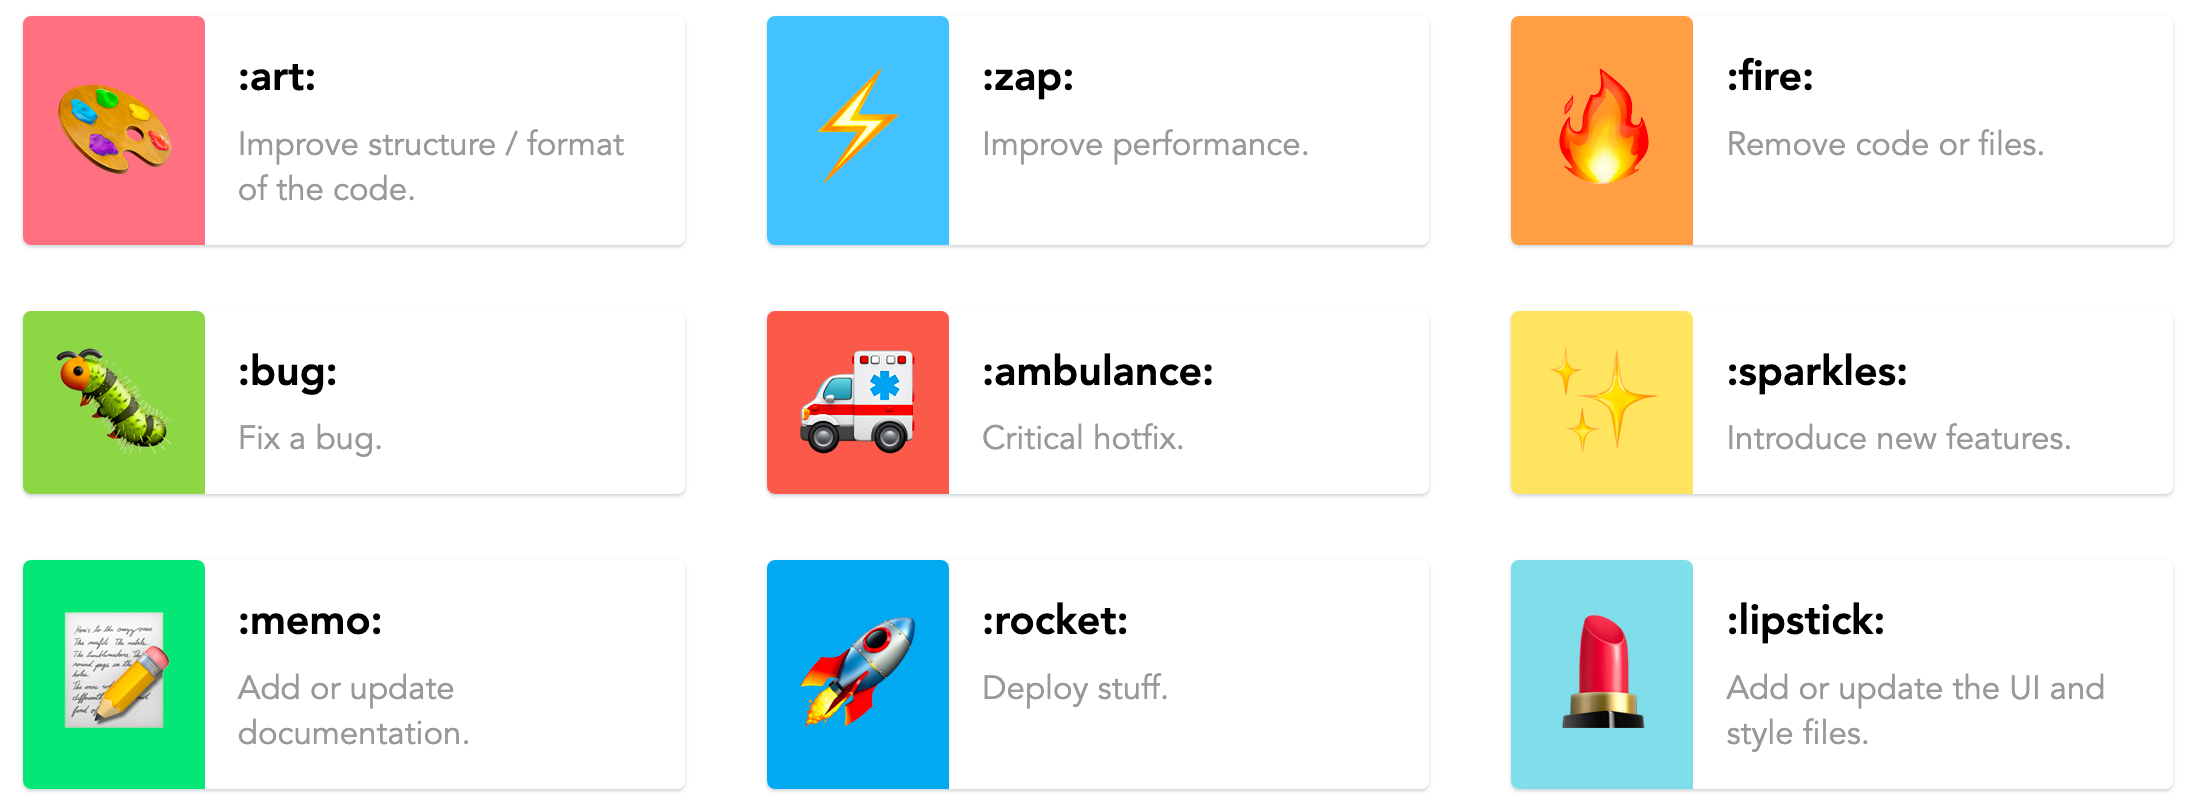 :art:
Improve structure / format
of the code.
:zap:
Improve performance.
:fire:
Remove code or files.
:bug:
Fix a bug.
:ambulance:
Critical hotfix.
:sparkles:
Introduce new features.
:memo:
Add or update
documentation.
:rocket:
Deploy stuff.
:lipstick:
Add or update the UI and
style files.